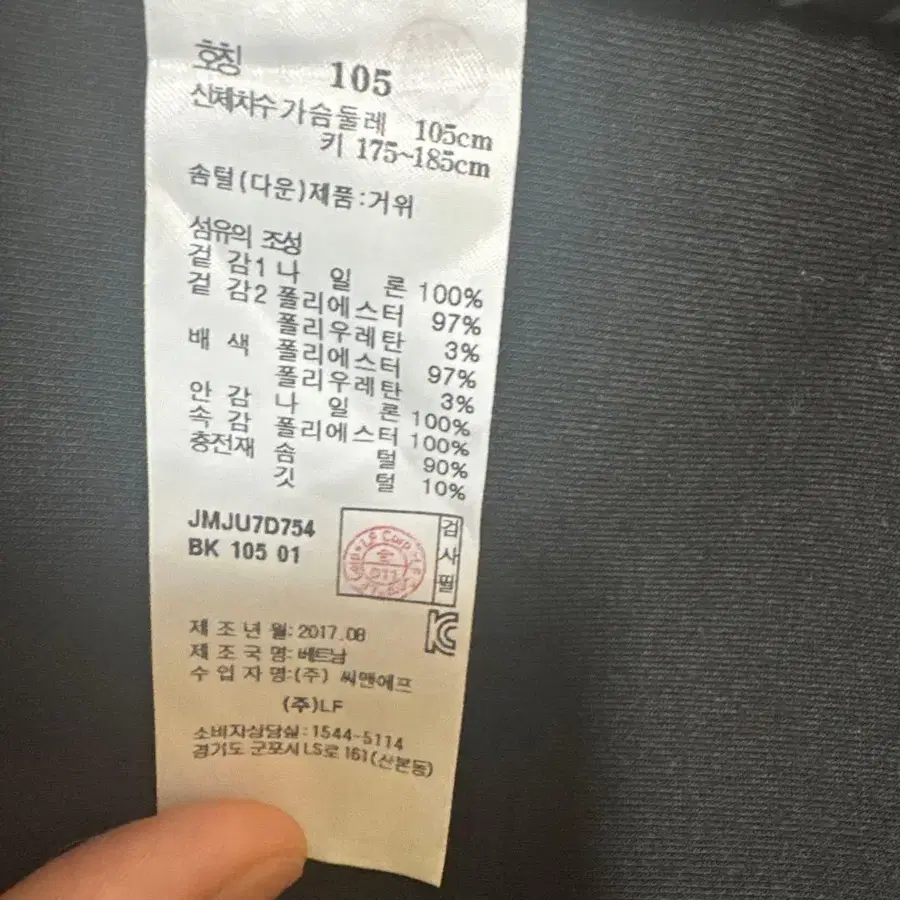 호칭 105
신체치수 가슴둘레 105cm
키 175~185cm
솜털(다운)제품:거위
섬유의 조성
겉 감1 나 일 론 100%
겉 감2 폴리에스터 97%
폴리우레탄 3%
배 색 폴리에스터 97%
폴리우레탄 3%
안 감 나 일 론 100%
속 감 폴리에스터 100%
충전재 솜 털 90%
깃 털 10%
JMJU7D754
BK 105 01
검사필
LF Corp
011
KC
제 조 년 월: 2017.08
제 조 국 명: 베트남
수 입 자 명:(주) 씨맨에프
(주)LF
소비자상담실:1544-5114
경기도 군포시 LS로 161(산본동)